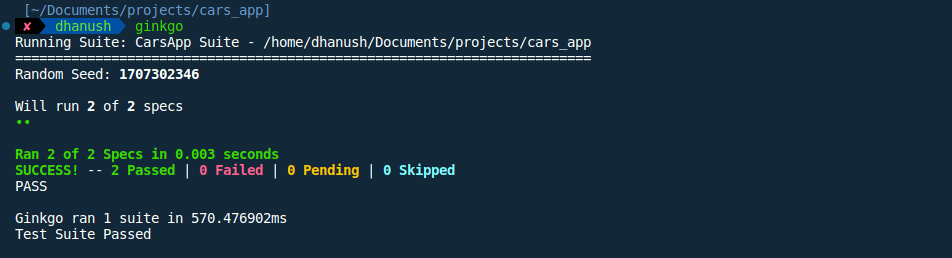 [~/Documents/projects/cars_app]
✘ dhanush ginkgo
Running Suite: CarsApp Suite - /home/dhanush/Documents/projects/cars_app
========================================================================
Random Seed: 1707302346
Will run 2 of 2 specs
••
Ran 2 of 2 Specs in 0.003 seconds
SUCCESS! -- 2 Passed | 0 Failed | 0 Pending | 0 Skipped
PASS
Ginkgo ran 1 suite in 570.476902ms
Test Suite Passed